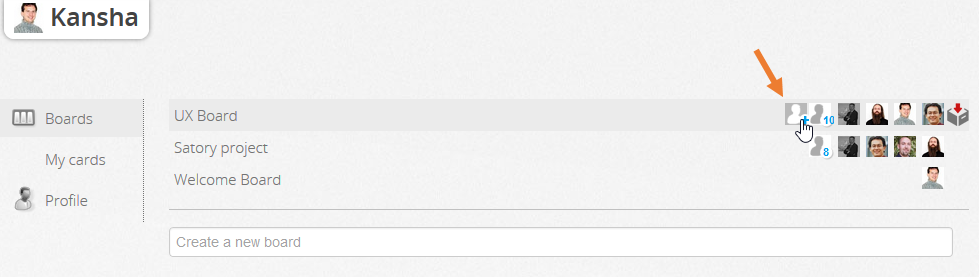 Kansha
Boards
My cards
Profile
UX Board
10
Satory project
8
Welcome Board
Create a new board